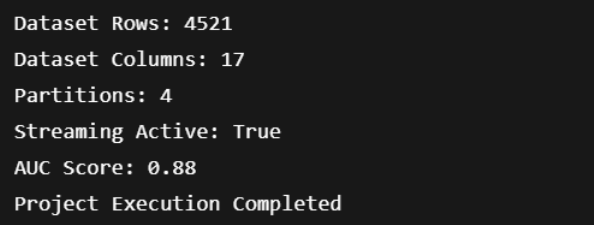 Dataset Rows: 4521
Dataset Columns: 17
Partitions: 4
Streaming Active: True
AUC Score: 0.88
Project Execution Completed